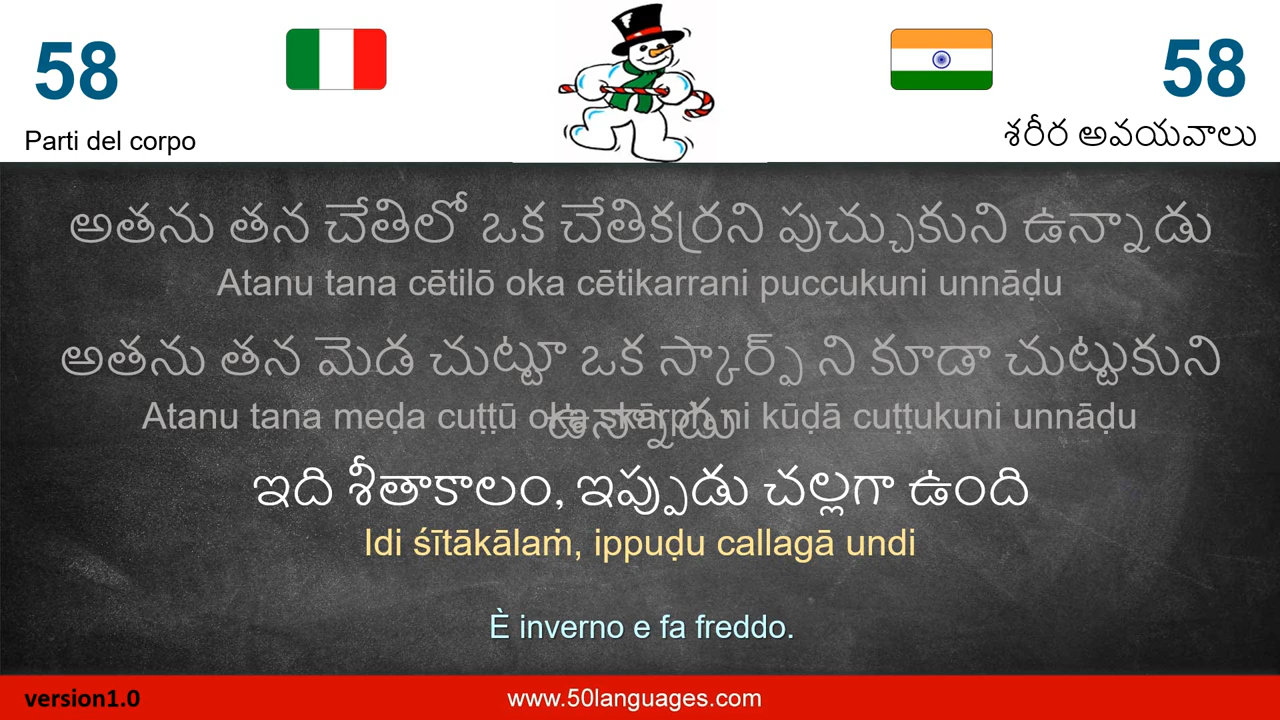 58
58
Parti del corpo
శరీర అవయవాలు
అతను తన చేతిలో ఒక చేతికర్రని పుచ్చుకుని ఉన్నాడు
Atanu tana cētilō oka cētikarrani puccukuni unnāḍu
అతను తన మెడ చుట్టూ ఒక స్కార్ఫ్ ని కూడా చుట్టుకుని
ఉన్నాడు
Atanu tana meḍa cuṭṭū oka skārph ni kūḍā cuṭṭukuni unnāḍu
ఇది శీతాకాలం, ఇప్పుడు చల్లగా ఉంది
Idi śītākālaṁ, ippuḍu callagā undi
È inverno e fa freddo.
version1.0
www.50languages.com